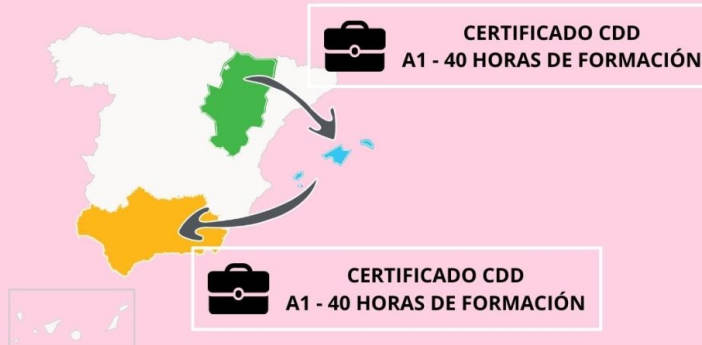 CERTIFICADO CDD
A1 - 40 HORAS DE FORMACIÓN
CERTIFICADO CDD
A1 - 40 HORAS DE FORMACIÓN